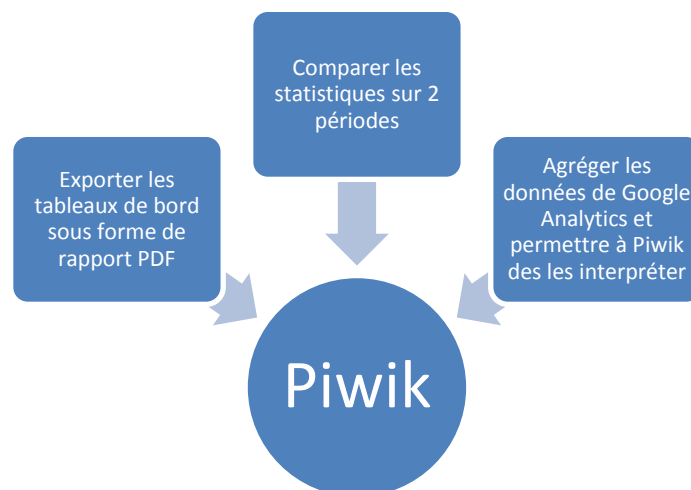 Comparer les
statistiques sur 2
périodes
Exporter les
tableaux de bord
sous forme de
rapport PDF
Agréger les
données de Google
Analytics et
permettre à Piwik
des les interpréter
Piwik